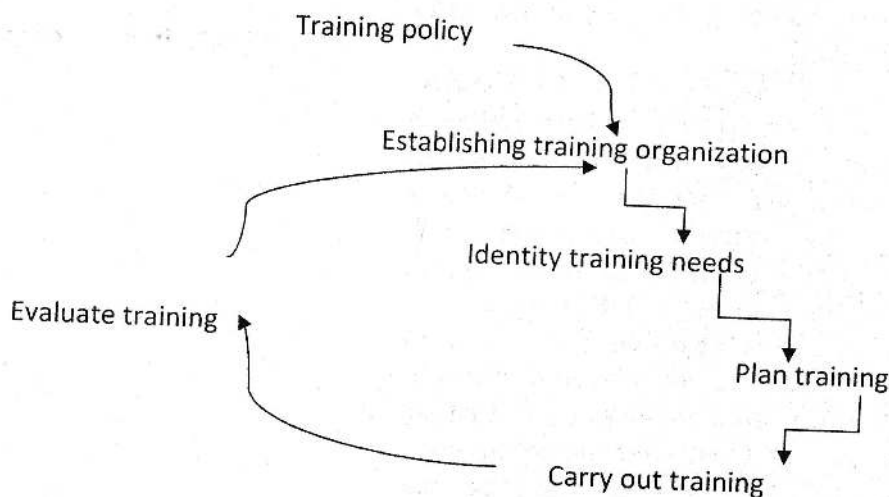 Training policy
Establishing training organization
Identity training needs
Evaluate training
Plan training
Carry out training